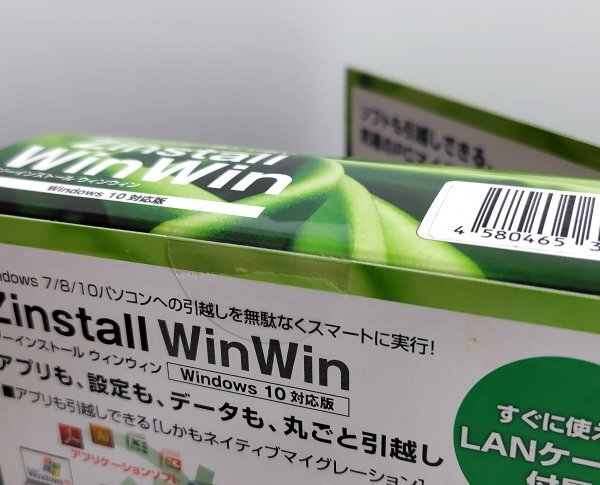 ソフトも引越しできる、
Zinstall
WinWin
ジーインストール ウィンウィン
Windows 10 対応版
4 580465 3
ndows 7/8/10パソコンへの引越しを無駄なくスマートに実行!
Zinstall WinWin
ジーインストール ウィンウィン
Windows 10 対応版
アプリも、設定も、データも、丸ごと引越し
■アプリも引越しできる[しかもネイティブマイグレーション]
アプリケーションソフト
すぐに使え
LANケー
付属